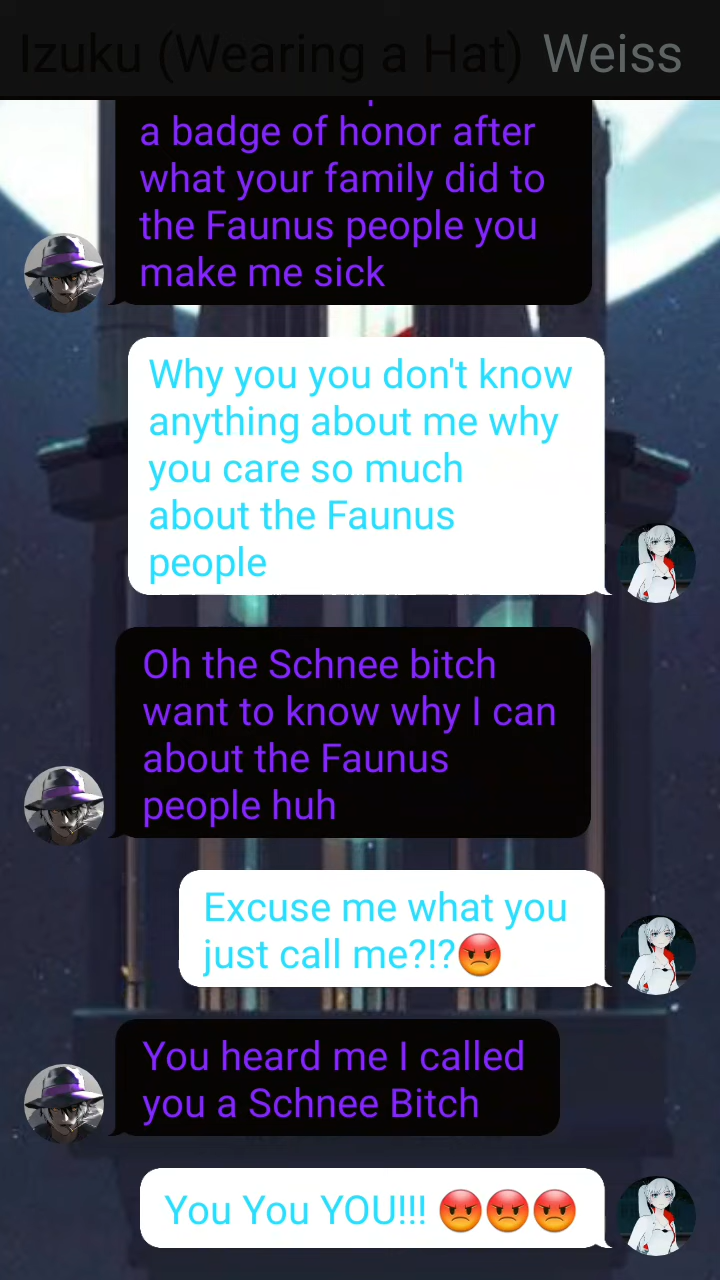 Izuku (Wearing a Hat) Weiss
a badge of honor after
what your family did to
the Faunus people you
make me sick
Why you you don't know
anything about me why
you care so much
about the Faunus
people
Oh the Schnee bitch
want to know why I can
about the Faunus
people huh
Excuse me what you
just call me?!?😡
You heard me I called
you a Schnee Bitch
You You YOU!!! 😡😡😡